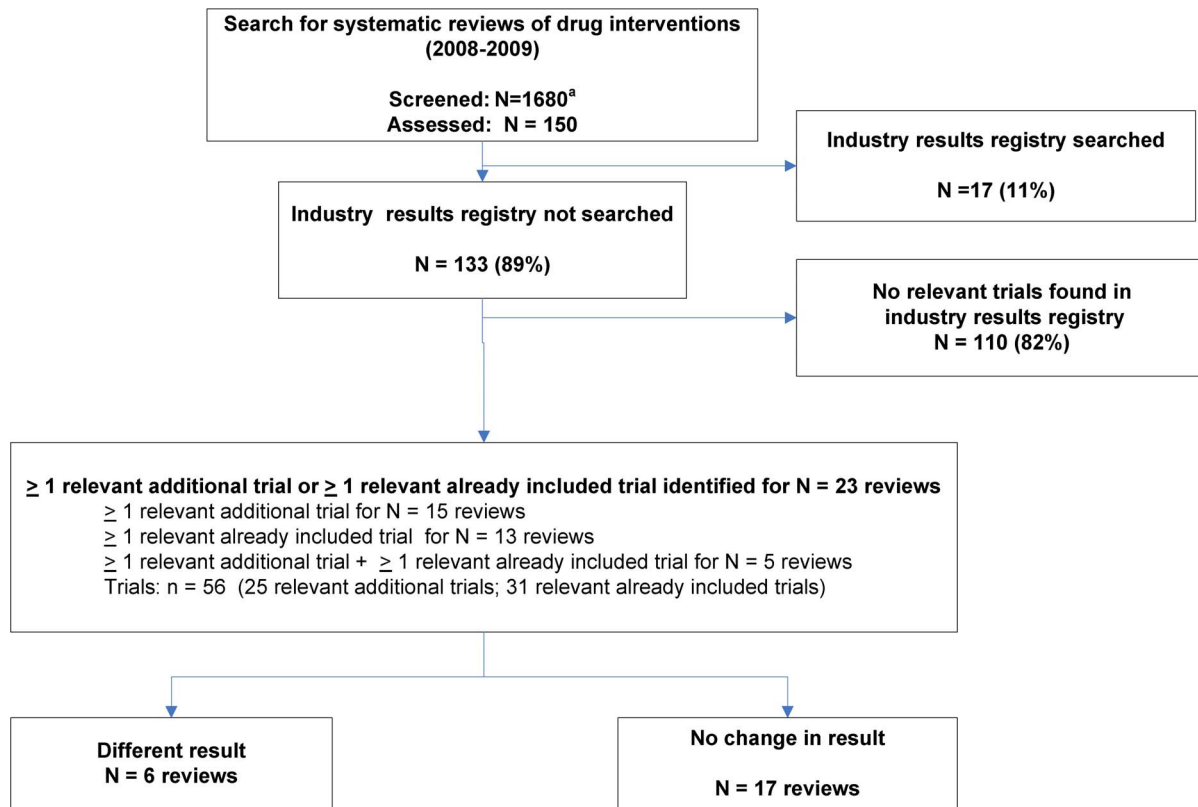 Search for systematic reviews of drug interventions
(2008-2009)
Screened: N=1680ᵃ
Assessed: N = 150
Industry results registry searched
N =17 (11%)
Industry results registry not searched
N = 133 (89%)
No relevant trials found in
industry results registry
N = 110 (82%)
≥ 1 relevant additional trial or ≥ 1 relevant already included trial identified for N = 23 reviews
≥ 1 relevant additional trial for N = 15 reviews
≥ 1 relevant already included trial for N = 13 reviews
≥ 1 relevant additional trial + ≥ 1 relevant already included trial for N = 5 reviews
Trials: n = 56 (25 relevant additional trials; 31 relevant already included trials)
Different result
N = 6 reviews
No change in result
N = 17 reviews